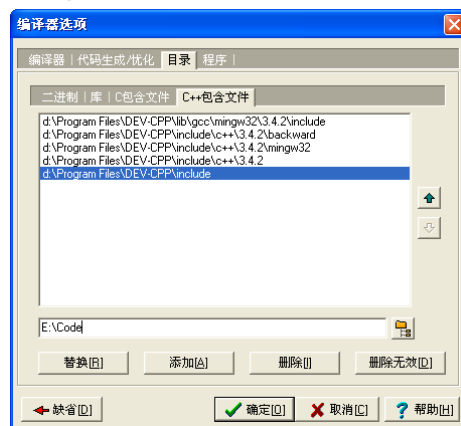 编译器选项
编译器 代码生成/优化 目录 程序
二进制 库 C包含文件 C++包含文件
d:\Program Files\DEV-CPP\lib\gcc\mingw32\3.4.2\include
d:\Program Files\DEV-CPP\include\c++\3.4.2\backward
d:\Program Files\DEV-CPP\include\c++\3.4.2\mingw32
d:\Program Files\DEV-CPP\include\c++\3.4.2
d:\Program Files\DEV-CPP\include
E:\Code
替换[R] 添加[A] 删除[I] 删除无效[D]
缺省[D] 确定[O] 取消[C] 帮助[H]